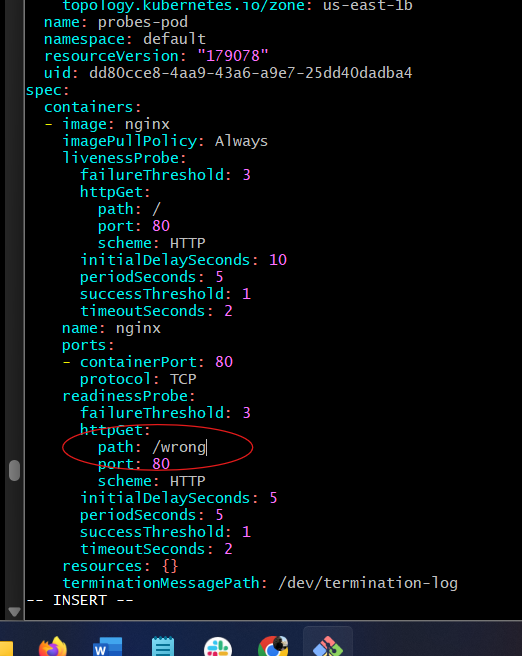 topology.kubernetes.io/zone: us-east-1b
name: probes-pod
namespace: default
resourceVersion: "179078"
uid: dd80cce8-4aa9-43a6-a9e7-25dd40dadba4
spec:
containers:
- image: nginx
imagePullPolicy: Always
livenessProbe:
failureThreshold: 3
httpGet:
path: /
port: 80
scheme: HTTP
initialDelaySeconds: 10
periodSeconds: 5
successThreshold: 1
timeoutSeconds: 2
name: nginx
ports:
- containerPort: 80
protocol: TCP
readinessProbe:
failureThreshold: 3
httpGet:
path: /wrong
port: 80
scheme: HTTP
initialDelaySeconds: 5
periodSeconds: 5
successThreshold: 1
timeoutSeconds: 2
resources: {}
terminationMessagePath: /dev/termination-log
-- INSERT --
W